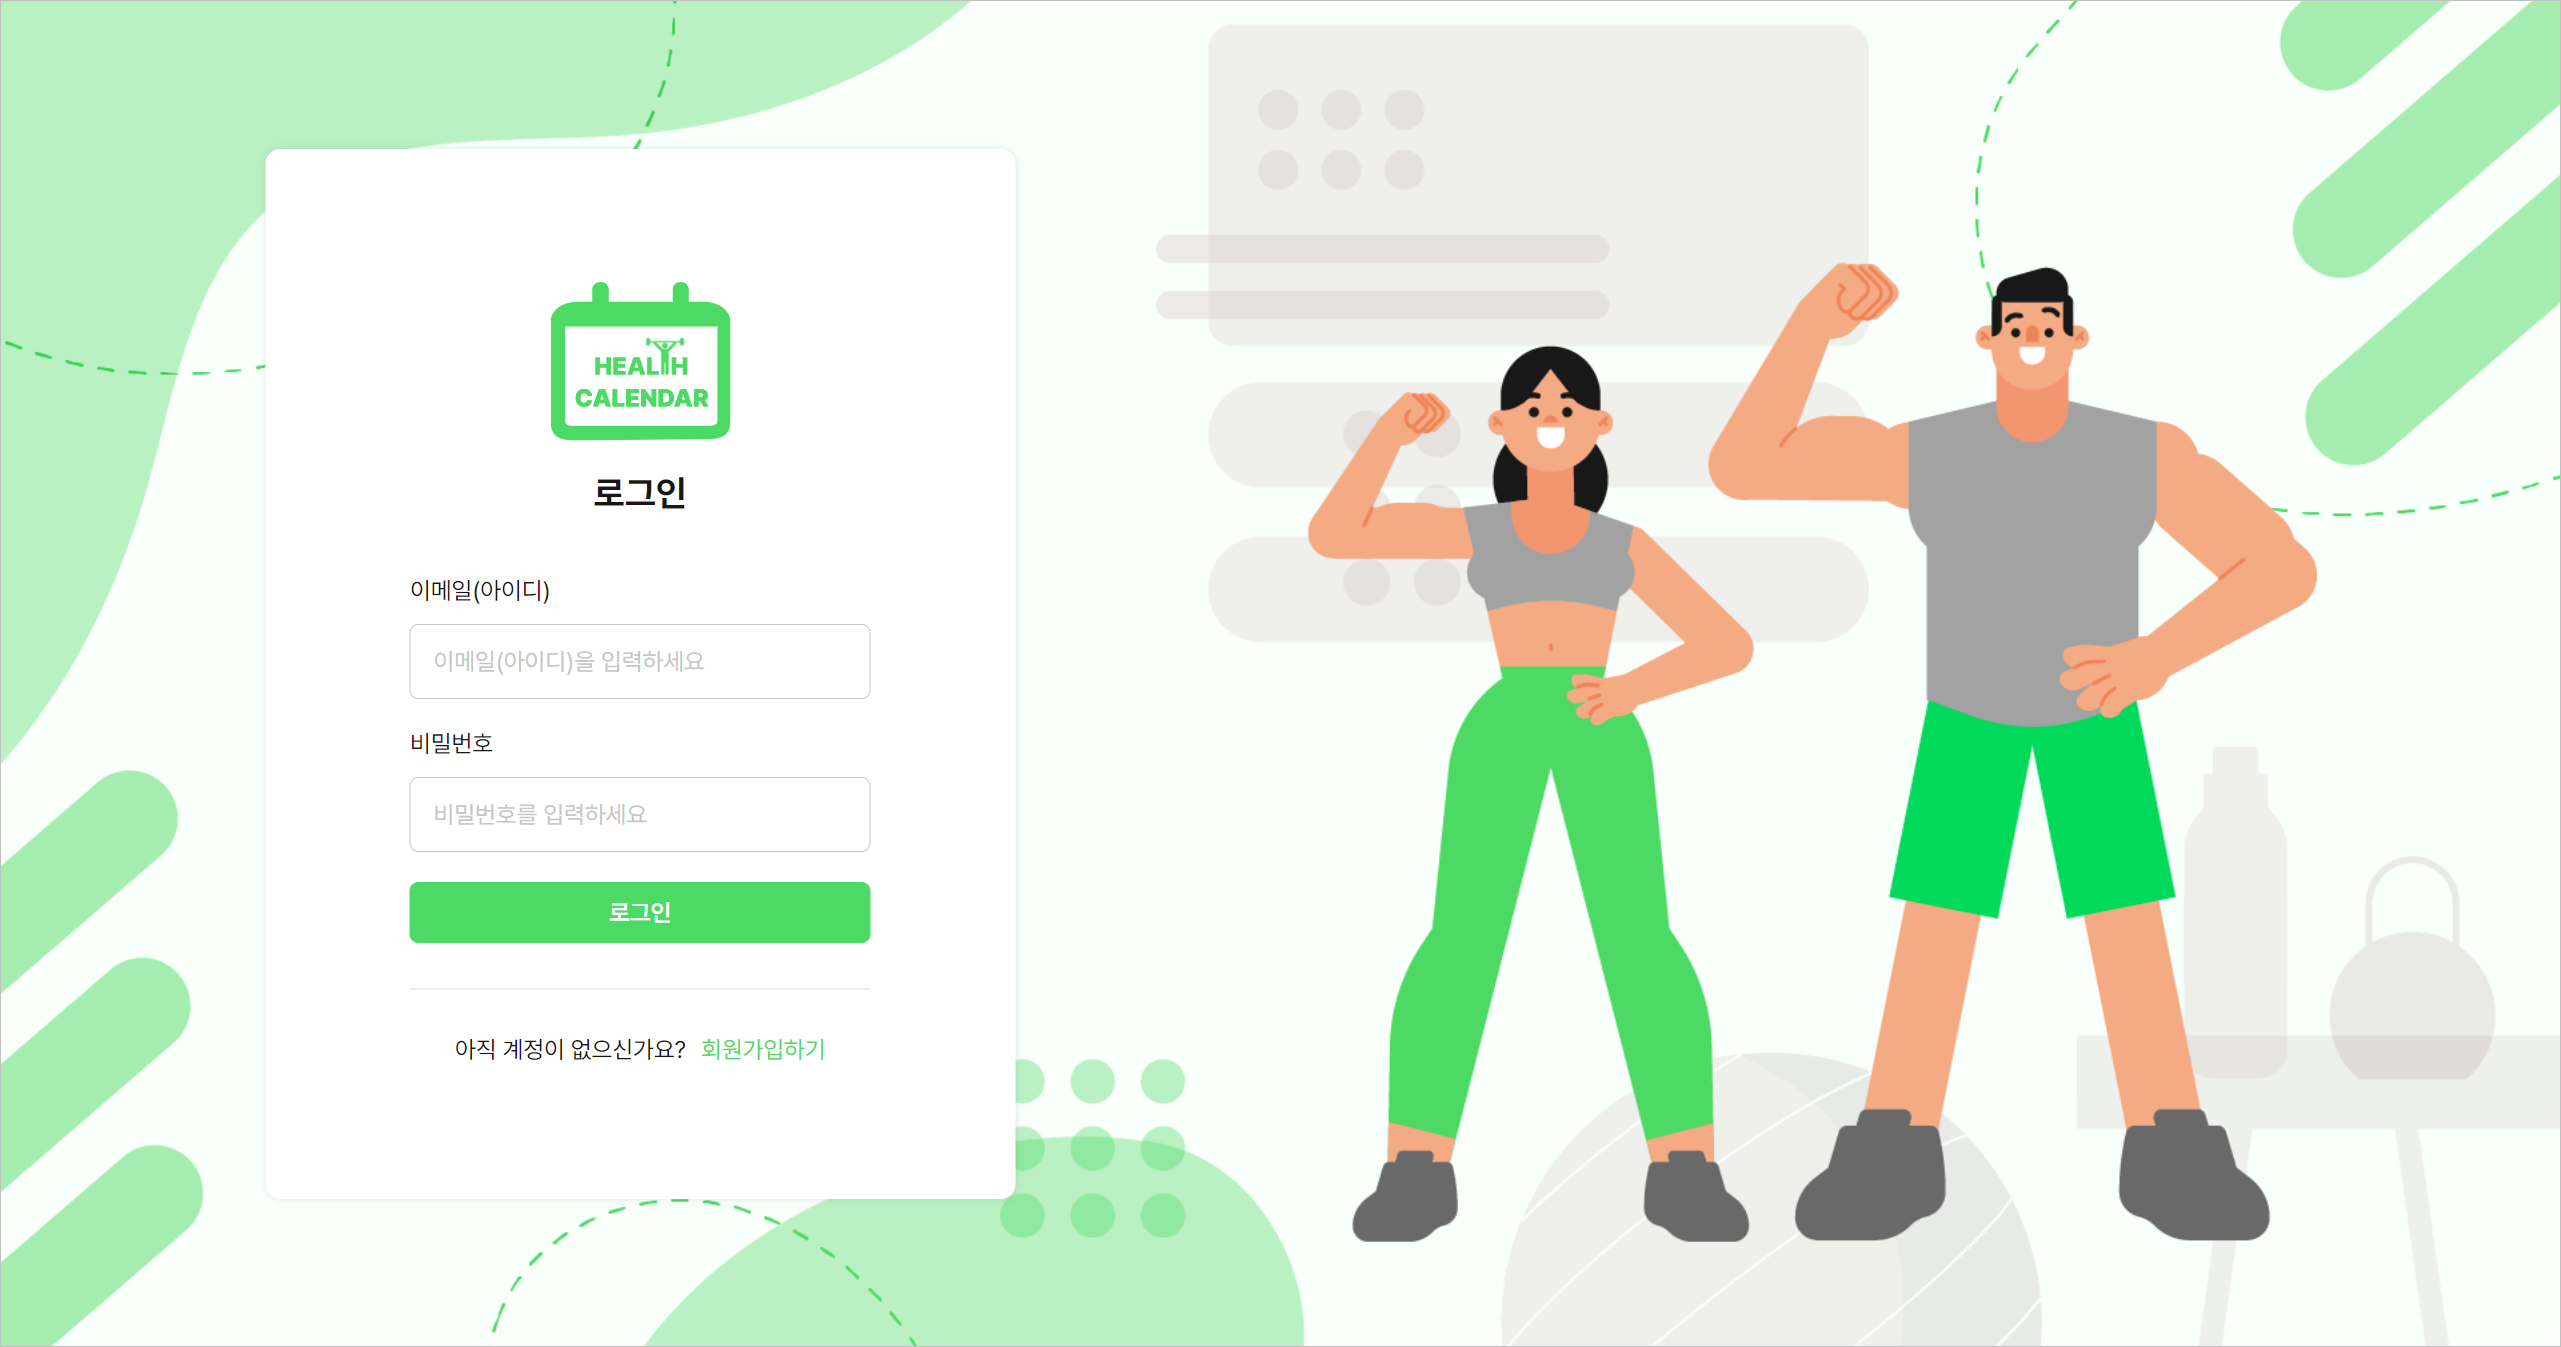 HEALTH
CALENDAR
로그인
이메일(아이디)
이메일(아이디)을 입력하세요
비밀번호
비밀번호를 입력하세요
로그인
아직 계정이 없으신가요? 회원가입하기